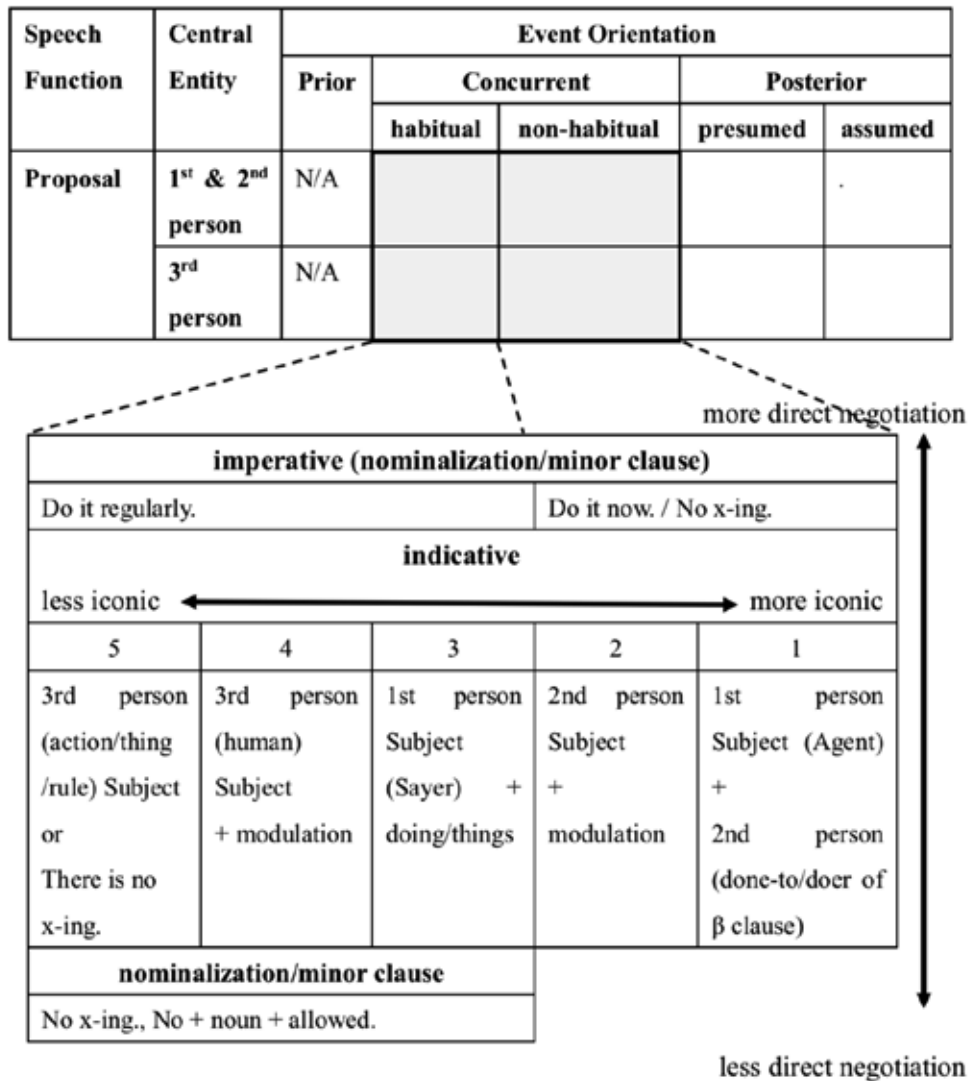 Speech Function
Central Entity
Event Orientation
Prior
Concurrent
Posterior
habitual
non-habitual
presumed
assumed
Proposal
1st & 2nd person
N/A
.
3rd person
N/A
more direct negotiation
imperative (nominalization/minor clause)
Do it regularly.
Do it now. / No x-ing.
indicative
less iconic
more iconic
5
4
3
2
1
3rd person
(action/thing
/rule) Subject
or
There is no
x-ing.
3rd person
(human)
Subject
+ modulation
1st person
Subject
(Sayer) +
doing/things
2nd person
Subject
+
modulation
1st person
Subject (Agent)
+
2nd person
(done-to/doer of
β clause)
nominalization/minor clause
No x-ing., No + noun + allowed.
less direct negotiation